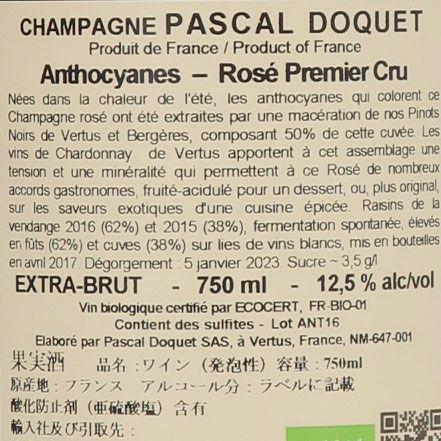 CHAMPAGNE PASCAL DOQUET
Produit de France / Product of France
Anthocyanes – Rosé Premier Cru
Nées dans la chaleur de l'été, les anthocyanes qui colorent ce
Champagne rosé ont été extraites par une macération de nos Pinots
Noirs de Vertus et Bergères, composant 50% de cette cuvée. Les
vins de Chardonnay de Vertus apportent à cet assemblage une
tension et une minéralité qui permettent à ce Rosé de nombreux
accords gastronomes, fruité-acidulé pour un dessert, ou, plus original,
sur les saveurs exotiques d'une cuisine épicée. Raisins de la
vendange 2016 (62%) et 2015 (38%), fermentation spontanée, élevés
en fûts (62%) et cuves (38%) sur lies de vins blancs, mis en bouteilles
en avril 2017. Dégorgement : 5 janvier 2023. Sucre ~ 3,5 g/l
EXTRA-BRUT - 750 ml - 12,5 % alc/vol
Vin biologique certifié par ECOCERT, FR-BIO-01
Contient des sulfites - Lot ANT16
Elaboré par Pascal Doquet SAS, à Vertus, France, NM-647-001
果実酒 品名:ワイン (発泡性) 容量:750ml
原産地:フランス アルコール分:ラベルに記載
酸化防止剤 (亜硫酸塩) 含有
輸入社及び引取先: